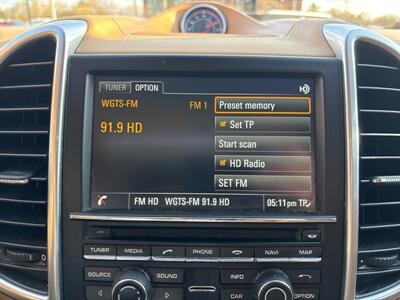 TUNER OPTION
WGTS-FM FM 1
91.9 HD
Preset memory
Set TP
Start scan
HD Radio
SET FM
FM HD WGTS-FM 91.9 HD 05:11pm TP
TUNER MEDIA PHONE NAVI MAP
SOURCE SOUND INFO
CAR OPTION